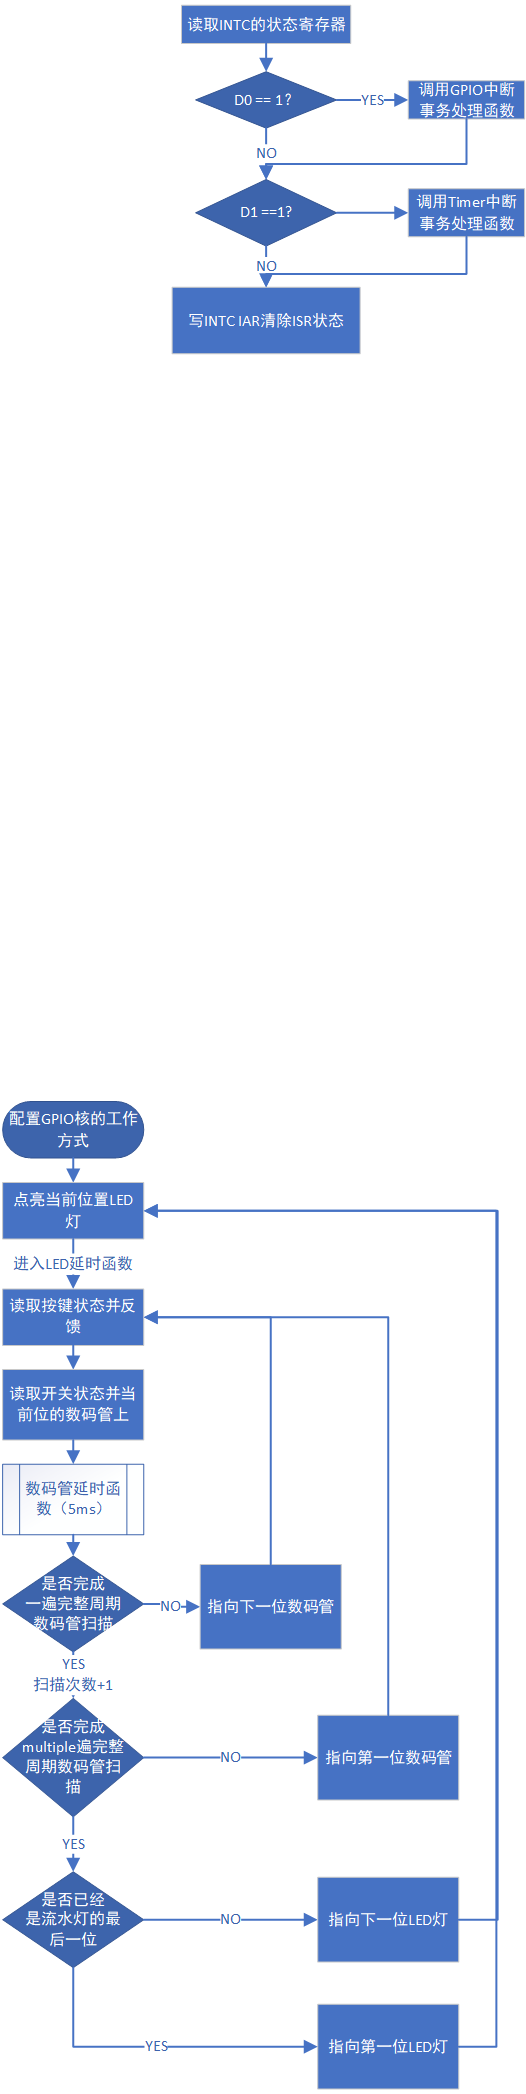 读取INTC的状态寄存器
D0 == 1？
YES
调用GPIO中断
事务处理函数
NO
D1 ==1?
调用Timer中断
事务处理函数
NO
写INTC IAR清除ISR状态
配置GPIO核的工作
方式
点亮当前位置LED
灯
进入LED延时函数
读取按键状态并反
馈
读取开关状态并当
前位的数码管上
数码管延时函
数（5ms）
是否完成
一遍完整周期
数码管扫描
NO
指向下一位数码管
YES
扫描次数+1
是否完成
multiple遍完整
周期数码管扫
描
NO
指向第一位数码管
YES
是否已经
是流水灯的最
后一位
NO
指向下一位LED灯
YES
指向第一位LED灯